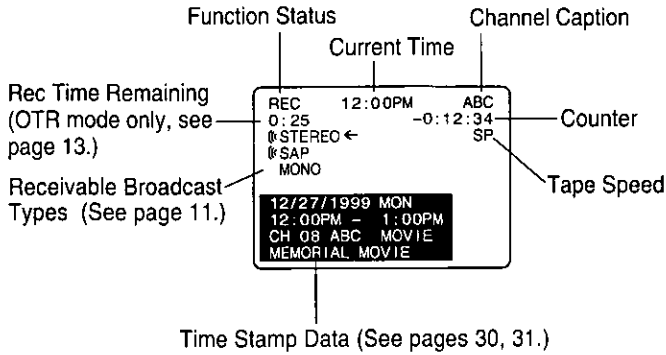 Function Status
Channel Caption
Current Time
Rec Time Remaining
(OTR mode only, see
page 13.)
Receivable Broadcast
Types (See page 11.)
REC 12:00PM ABC
0:25 -0:12:34
STEREO ← SP
SAP
MONO
12/27/1999 MON
12:00PM - 1:00PM
CH 08 ABC MOVIE
MEMORIAL MOVIE
Counter
Tape Speed
Time Stamp Data (See pages 30, 31.)